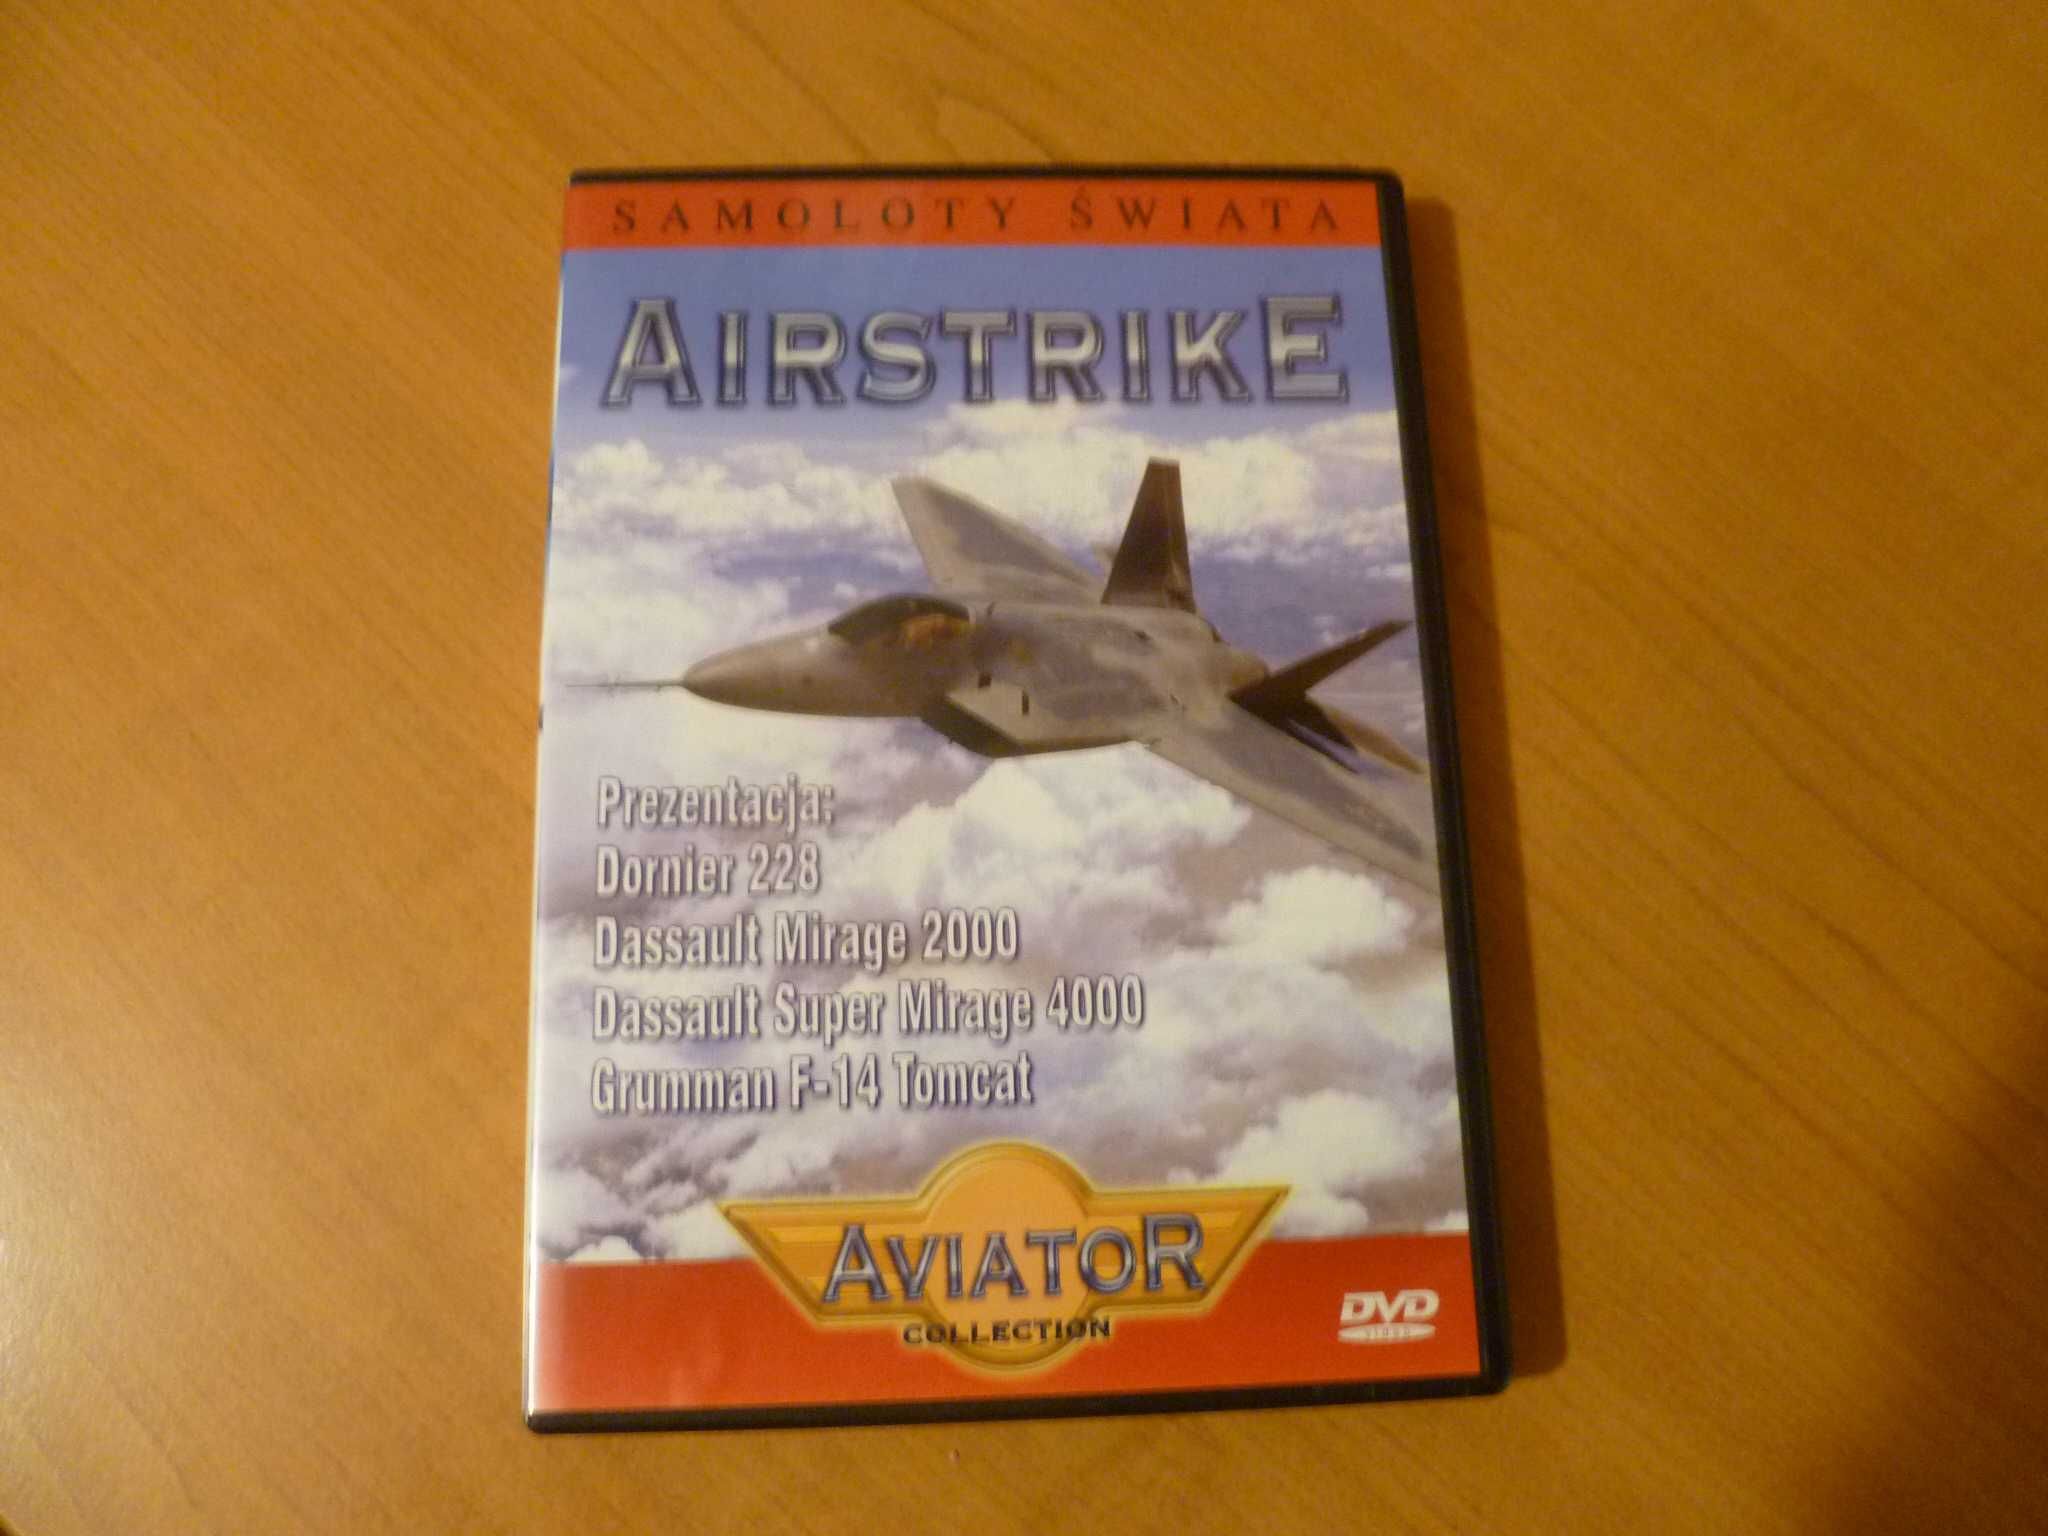 SAMOLOTY ŚWIATA
AIRSTRIKE
Prezentacja:
Dornier 228
Dassault Mirage 2000
Dassault Super Mirage 4000
Grumman F-14 Tomcat
AVIATOR
COLLECTION
DVD
VIDEO